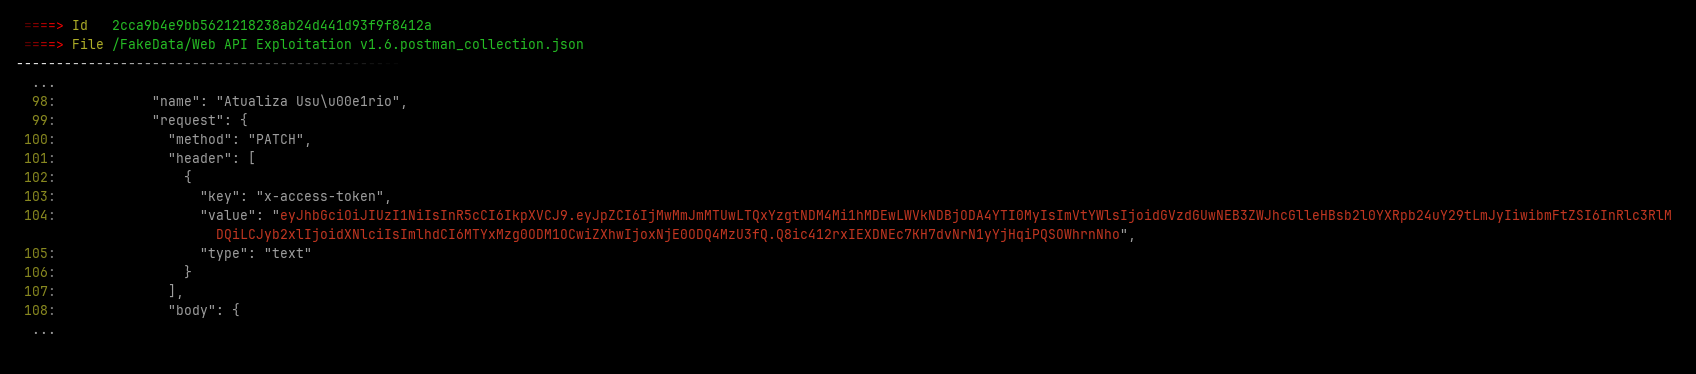 ====> Id   2cca9b4e9bb5621218238ab24d441d93f9f8412a
====> File /FakeData/Web API Exploitation v1.6.postman_collection.json
------------------------------------------------
...
98:            "name": "Atualiza Usu\u00e1rio",
99:            "request": {
100:              "method": "PATCH",
101:              "header": [
102:                {
103:                  "key": "x-access-token",
104:                  "value": "eyJhbGciOiJIUzI1NiIsInR5cCI6IkpXVCJ9.eyJpZCI6IjMwMmJmMTUwLTQxYzgtNDM4Mi1hMDEwLWVkNDBjODA4YTI0MyIsImVtYWlsIjoidGVzdGUwNEB3ZWJhcGlleHBsb2l0YXRpb24uY29tLmJyIiwibmFtZSI6InRlc3RlM
DQiLCJyb2xlIjoidXNlciIsImlhdCI6MTYxMzg0ODM1OCwiZXhwIjoxNjE0ODQ4MzU3fQ.Q8ic412rxIEXDNEc7KH7dvNrN1yYjHqiPQSOWhrnNho",
105:                  "type": "text"
106:                }
107:              ],
108:              "body": {
...